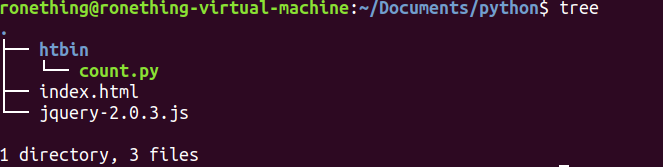 ronething@ronething-virtual-machine:~/Documents/python$ tree
.
├── htbin
│   └── count.py
├── index.html
└── jquery-2.0.3.js
1 directory, 3 files